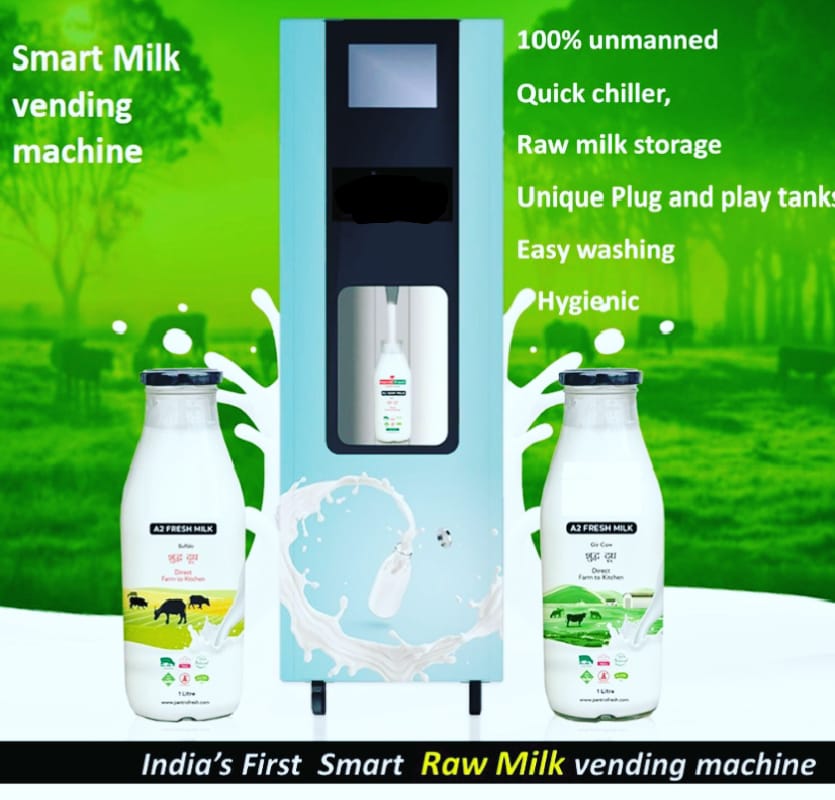 Smart Milk
vending
machine
100% unmanned
Quick chiller,
Raw milk storage
Unique Plug and play tanks
Easy washing
Hygienic
A2 FRESH MILK
Buffalo
शुद्ध दूध
Direct
Farm to Kitchen
1 Litre
A2 FRESH MILK
Gir Cow
शुद्ध दूध
Direct
Farm to Kitchen
1 Litre
India's First Smart Raw Milk vending machine